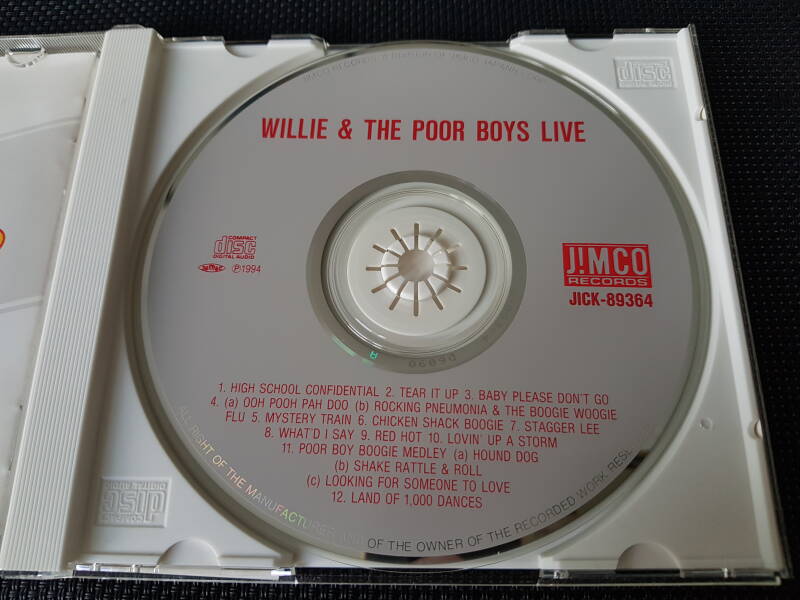 WILLIE & THE POOR BOYS LIVE
COMPACT
disc
DIGITAL AUDIO
℗1994
J!MCO
RECORDS
JICK-89364
1. HIGH SCHOOL CONFIDENTIAL 2. TEAR IT UP 3. BABY PLEASE DON'T GO
4. (a) OOH POOH PAH DOO (b) ROCKING PNEUMONIA & THE BOOGIE WOOGIE
FLU 5. MYSTERY TRAIN 6. CHICKEN SHACK BOOGIE 7. STAGGER LEE
8. WHAT'D I SAY 9. RED HOT 10. LOVIN' UP A STORM
11. POOR BOY BOOGIE MEDLEY (a) HOUND DOG
(b) SHAKE RATTLE & ROLL
(c) LOOKING FOR SOMEONE TO LOVE
12. LAND OF 1,000 DANCES
ALL RIGHT OF THE MANUFACTURER AND OF THE OWNER OF THE RECORDED WORK
disc
disc
DIGITAL AUDIO